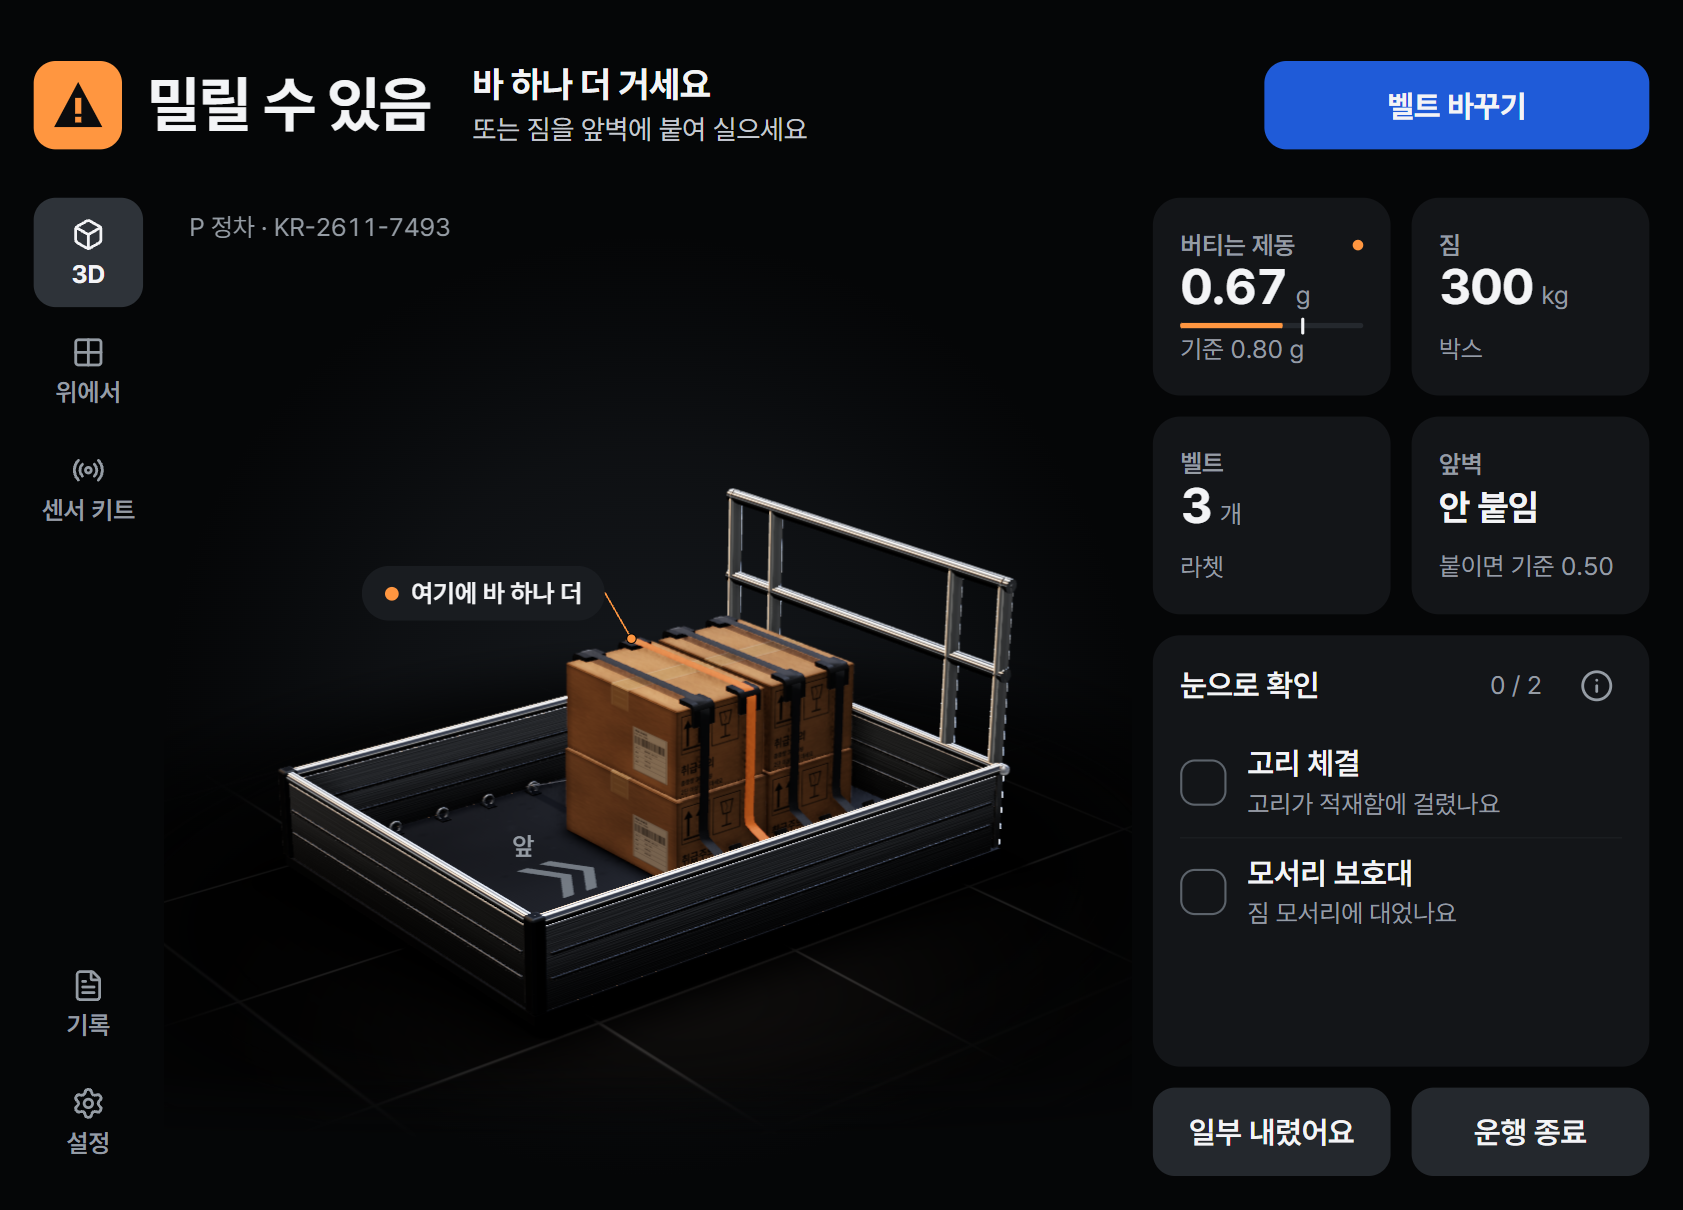 밀릴 수 있음
바 하나 더 거세요
또는 짐을 앞벽에 붙여 실으세요
벨트 바꾸기
3D
위에서
센서 키트
기록
설정
P 정차 · KR-2611-7493
여기에 바 하나 더
앞
버티는 제동
0.67 g
기준 0.80 g
짐
300 kg
박스
벨트
3 개
라쳇
앞벽
안 붙임
붙이면 기준 0.50
눈으로 확인
0 / 2
고리 체결
고리가 적재함에 걸렸나요
모서리 보호대
짐 모서리에 대었나요
일부 내렸어요
운행 종료